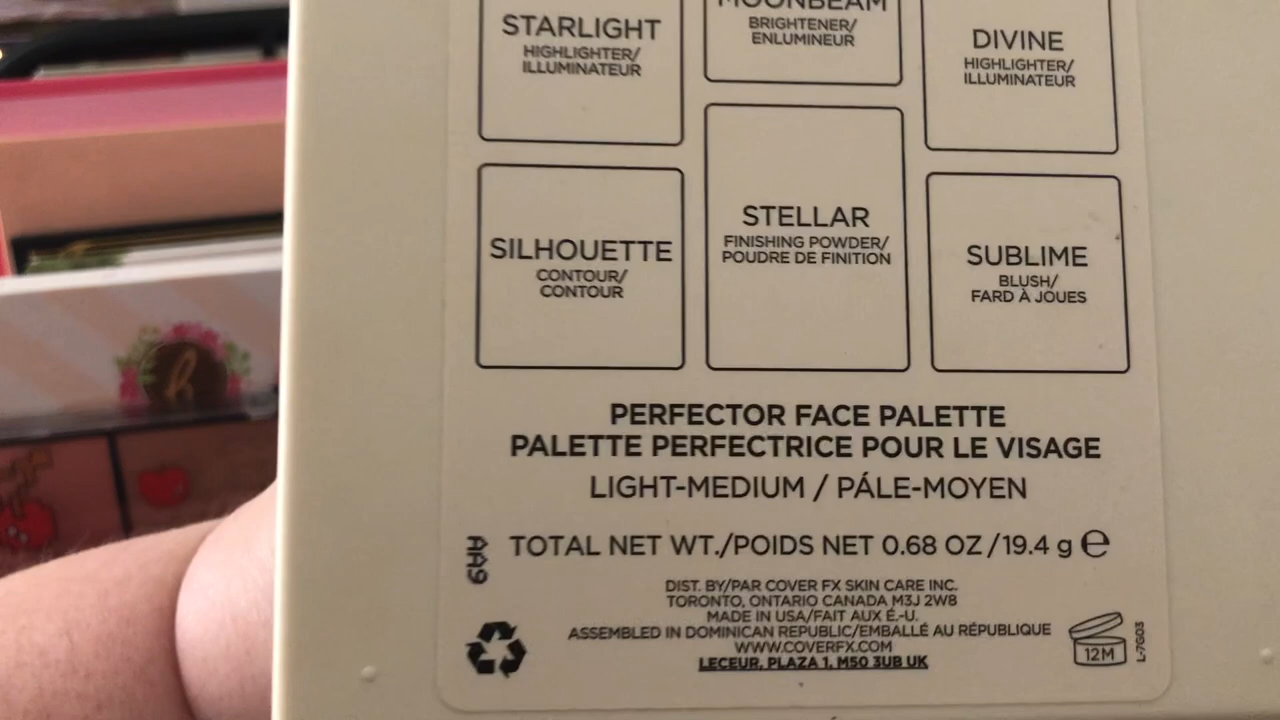 STARLIGHT
HIGHLIGHTER/
ILLUMINATEUR
MOONBEAM
BRIGHTENER/
ENLUMINEUR
DIVINE
HIGHLIGHTER/
ILLUMINATEUR
SILHOUETTE
CONTOUR/
CONTOUR
STELLAR
FINISHING POWDER/
POUDRE DE FINITION
SUBLIME
BLUSH/
FARD À JOUES
PERFECTOR FACE PALETTE
PALETTE PERFECTRICE POUR LE VISAGE
LIGHT-MEDIUM / PÁLE-MOYEN
AA9
TOTAL NET WT./POIDS NET 0.68 OZ/19.4 g e
DIST. BY/PAR COVER FX SKIN CARE INC.
TORONTO, ONTARIO CANADA M3J 2W8
MADE IN USA/FAIT AUX É.-U.
ASSEMBLED IN DOMINICAN REPUBLIC/EMBALLÉ AU RÉPUBLIQUE
WWW.COVERFX.COM
LECEUR, PLAZA 1, M50 3UB UK
12M
L-7G03
h